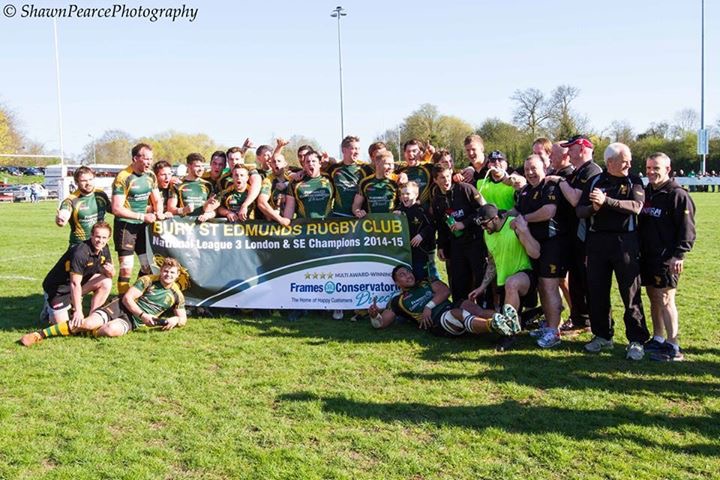 © ShawnPearcePhotography
BURY ST EDMUNDS RUGBY CLUB
National League 3 London & SE Champions 2014-15
MULTI AWARD-WINNING
Frames Conservatories
Direct
The Home of Happy Customers